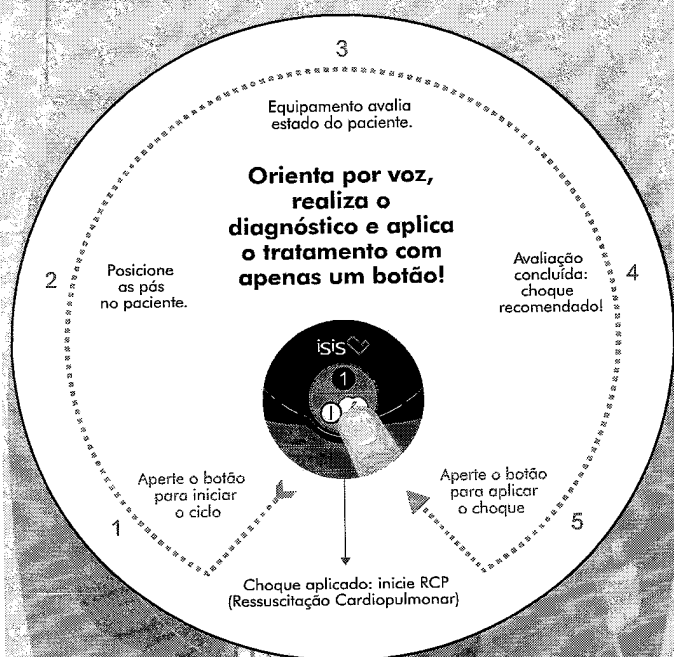 3
Equipamento avalia
estado do paciente.
Orienta por voz,
realiza o
diagnóstico e aplica
o tratamento com
apenas um botão!
2
Posicione
as pás
no paciente.
Avaliação
concluída:
choque
recomendado!
4
isis
1
Aperte o botão
para iniciar
o ciclo
1
Aperte o botão
para aplicar
o choque
5
Choque aplicado: inicie RCP
(Ressuscitação Cardiopulmonar)